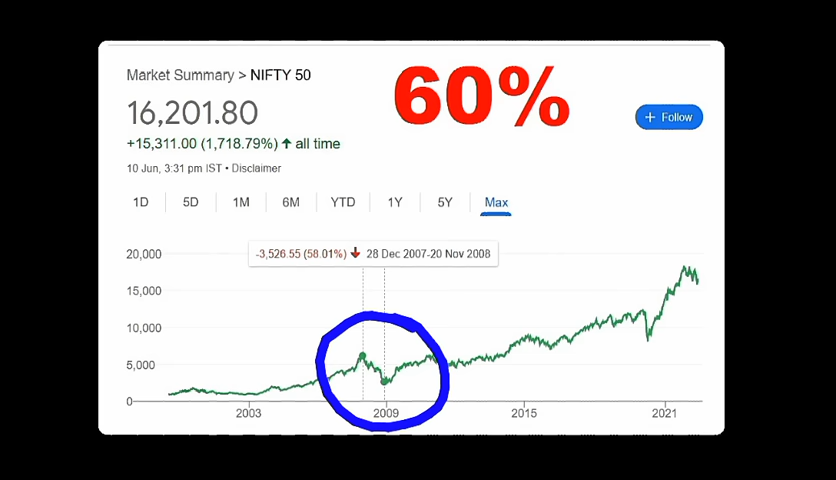 Market Summary > NIFTY 50
60%
16,201.80
+ Follow
+15,311.00 (1,718.79%) ↑ all time
10 Jun, 3:31 pm IST • Disclaimer
1D 5D 1M 6M YTD 1Y 5Y Max
-3,526.55 (58.01%) ↓ 28 Dec 2007-20 Nov 2008
20,000
15,000
10,000
5,000
0
2003 2009 2015 2021